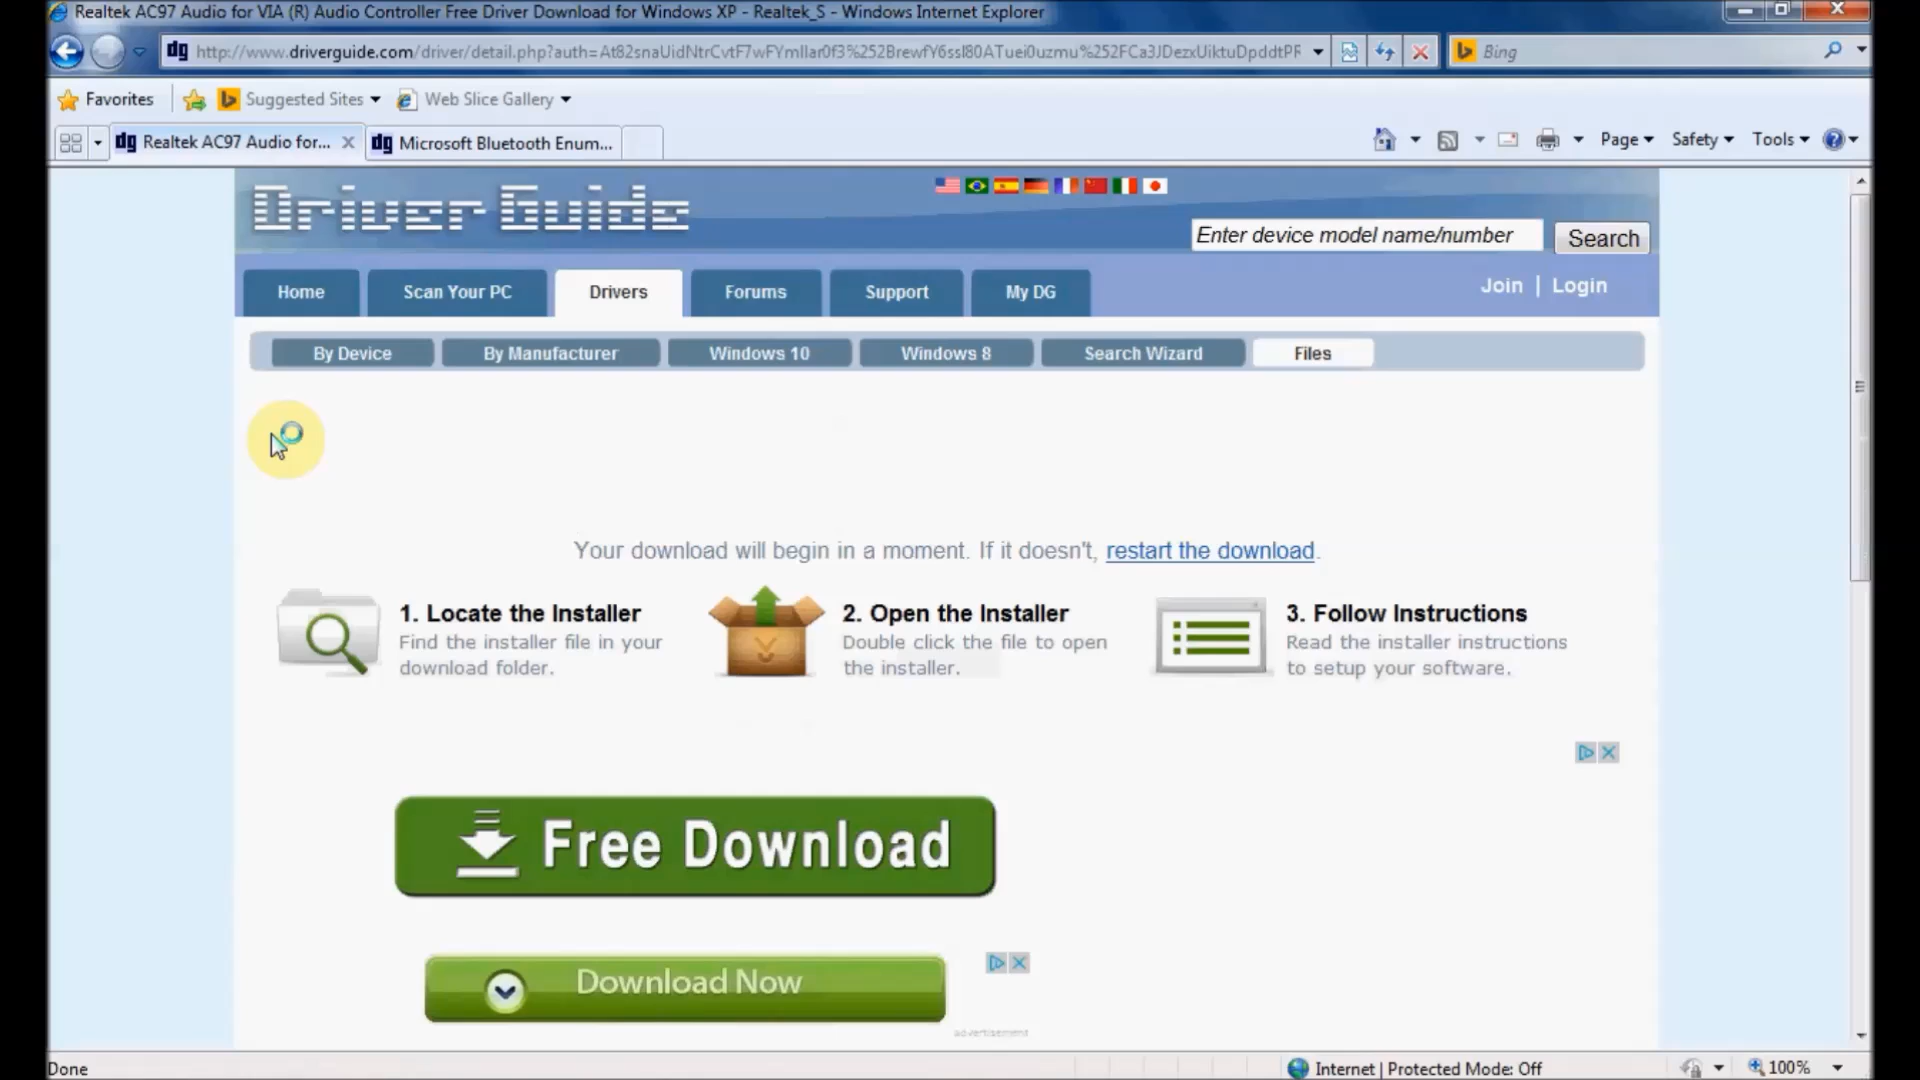 Realtek AC97 Audio for VIA (R) Audio Controller Free Driver Download for Windows XP - Realtek_S - Windows Internet Explorer
dg
Bing
Favorites
Suggested Sites
Web Slice Gallery
dg Realtek AC97 Audio for...
dg Microsoft Bluetooth Enum...
Page
Safety
Tools
Driver Guide
Enter device model name/number
Search
Home
Scan Your PC
Drivers
Forums
Support
My DG
Join | Login
By Device
By Manufacturer
Windows 10
Windows 8
Search Wizard
Files
Your download will begin in a moment. If it doesn't, restart the download.
1. Locate the Installer
Find the installer file in your
download folder.
2. Open the Installer
Double click the file to open
the installer.
3. Follow Instructions
Read the installer instructions
to setup your software.
Free Download
Download Now
advertisement
Done
Internet | Protected Mode: Off
100%